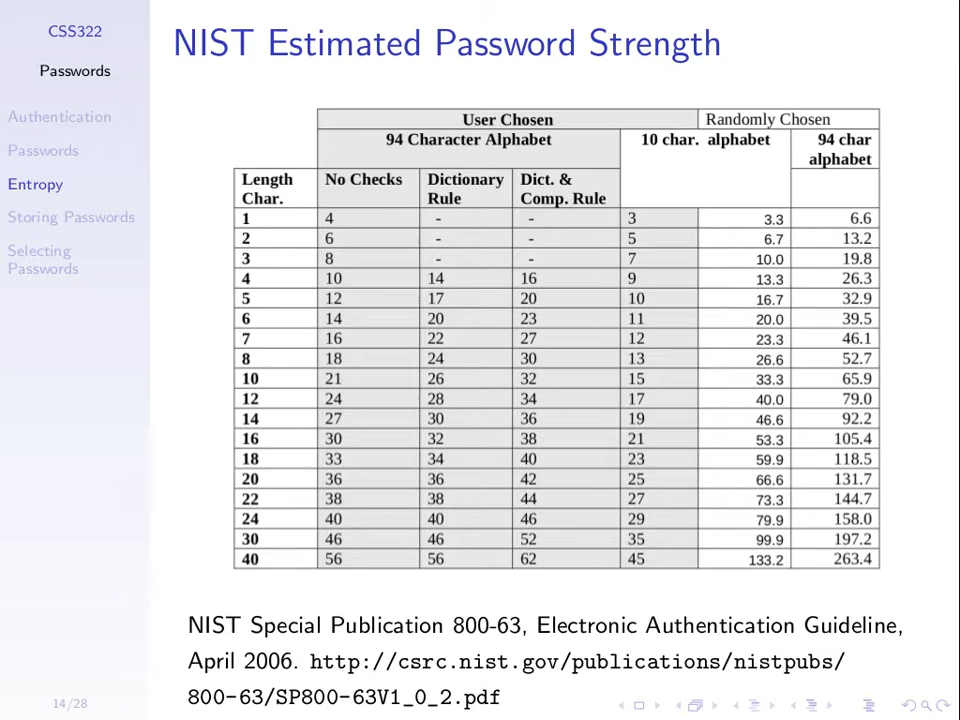 CSS322
Passwords
Authentication
Passwords
Entropy
Storing Passwords
Selecting
Passwords
NIST Estimated Password Strength
User Chosen Randomly Chosen
94 Character Alphabet 10 char. alphabet 94 char
alphabet
Length No Checks Dictionary Dict. &
Char. Rule Comp. Rule
1 4 - - 3 3.3 6.6
2 6 - - 5 6.7 13.2
3 8 - - 7 10.0 19.8
4 10 14 16 9 13.3 26.3
5 12 17 20 10 16.7 32.9
6 14 20 23 11 20.0 39.5
7 16 22 27 12 23.3 46.1
8 18 24 30 13 26.6 52.7
10 21 26 32 15 33.3 65.9
12 24 28 34 17 40.0 79.0
14 27 30 36 19 46.6 92.2
16 30 32 38 21 53.3 105.4
18 33 34 40 23 59.9 118.5
20 36 36 42 25 66.6 131.7
22 38 38 44 27 73.3 144.7
24 40 40 46 29 79.9 158.0
30 46 46 52 35 99.9 197.2
40 56 56 62 45 133.2 263.4
NIST Special Publication 800-63, Electronic Authentication Guideline,
April 2006. http://csrc.nist.gov/publications/nistpubs/
800-63/SP800-63V1_0_2.pdf
14/28